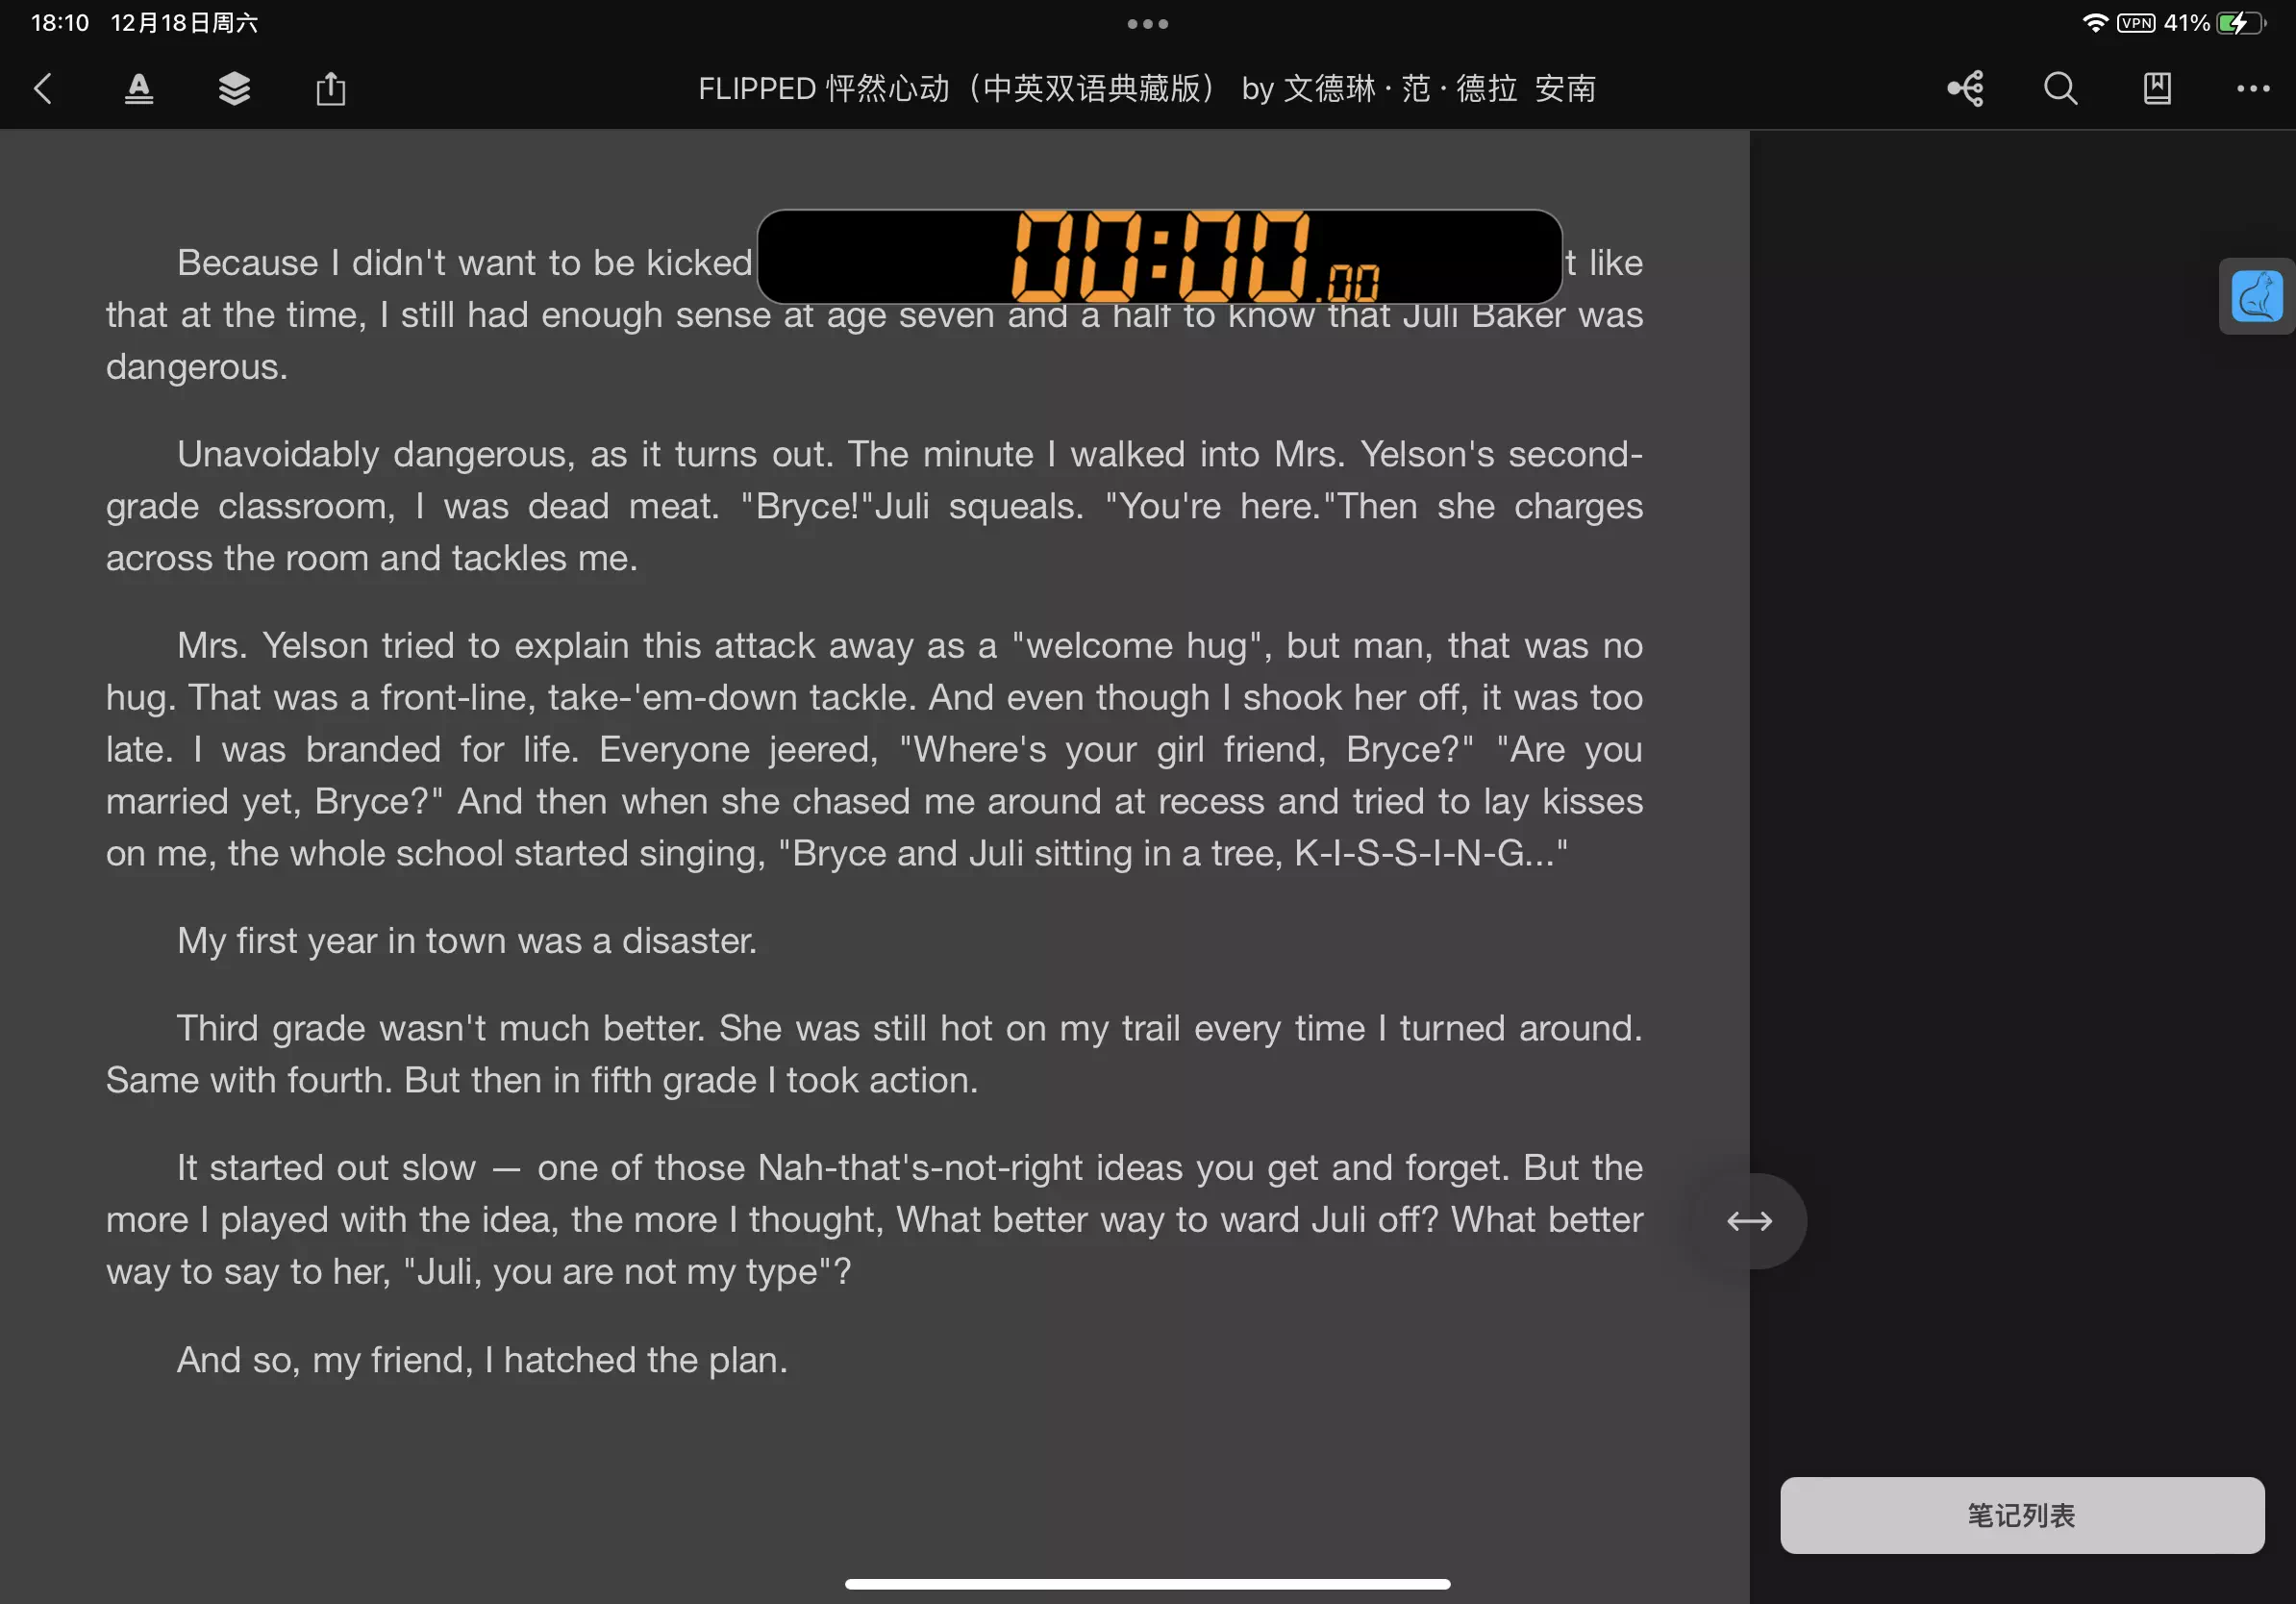 18:10 12月18日周六
VPN 41%
FLIPPED 怦然心动（中英双语典藏版） by 文德琳 · 范 · 德拉 安南
00:00.00
Because I didn't want to be kicked t like
that at the time, I still had enough sense at age seven and a half to know that Juli Baker was
dangerous.
Unavoidably dangerous, as it turns out. The minute I walked into Mrs. Yelson's second-
grade classroom, I was dead meat. "Bryce!"Juli squeals. "You're here."Then she charges
across the room and tackles me.
Mrs. Yelson tried to explain this attack away as a "welcome hug", but man, that was no
hug. That was a front-line, take-'em-down tackle. And even though I shook her off, it was too
late. I was branded for life. Everyone jeered, "Where's your girl friend, Bryce?" "Are you
married yet, Bryce?" And then when she chased me around at recess and tried to lay kisses
on me, the whole school started singing, "Bryce and Juli sitting in a tree, K-I-S-S-I-N-G..."
My first year in town was a disaster.
Third grade wasn't much better. She was still hot on my trail every time I turned around.
Same with fourth. But then in fifth grade I took action.
It started out slow — one of those Nah-that's-not-right ideas you get and forget. But the
more I played with the idea, the more I thought, What better way to ward Juli off? What better
way to say to her, "Juli, you are not my type"?
And so, my friend, I hatched the plan.
笔记列表